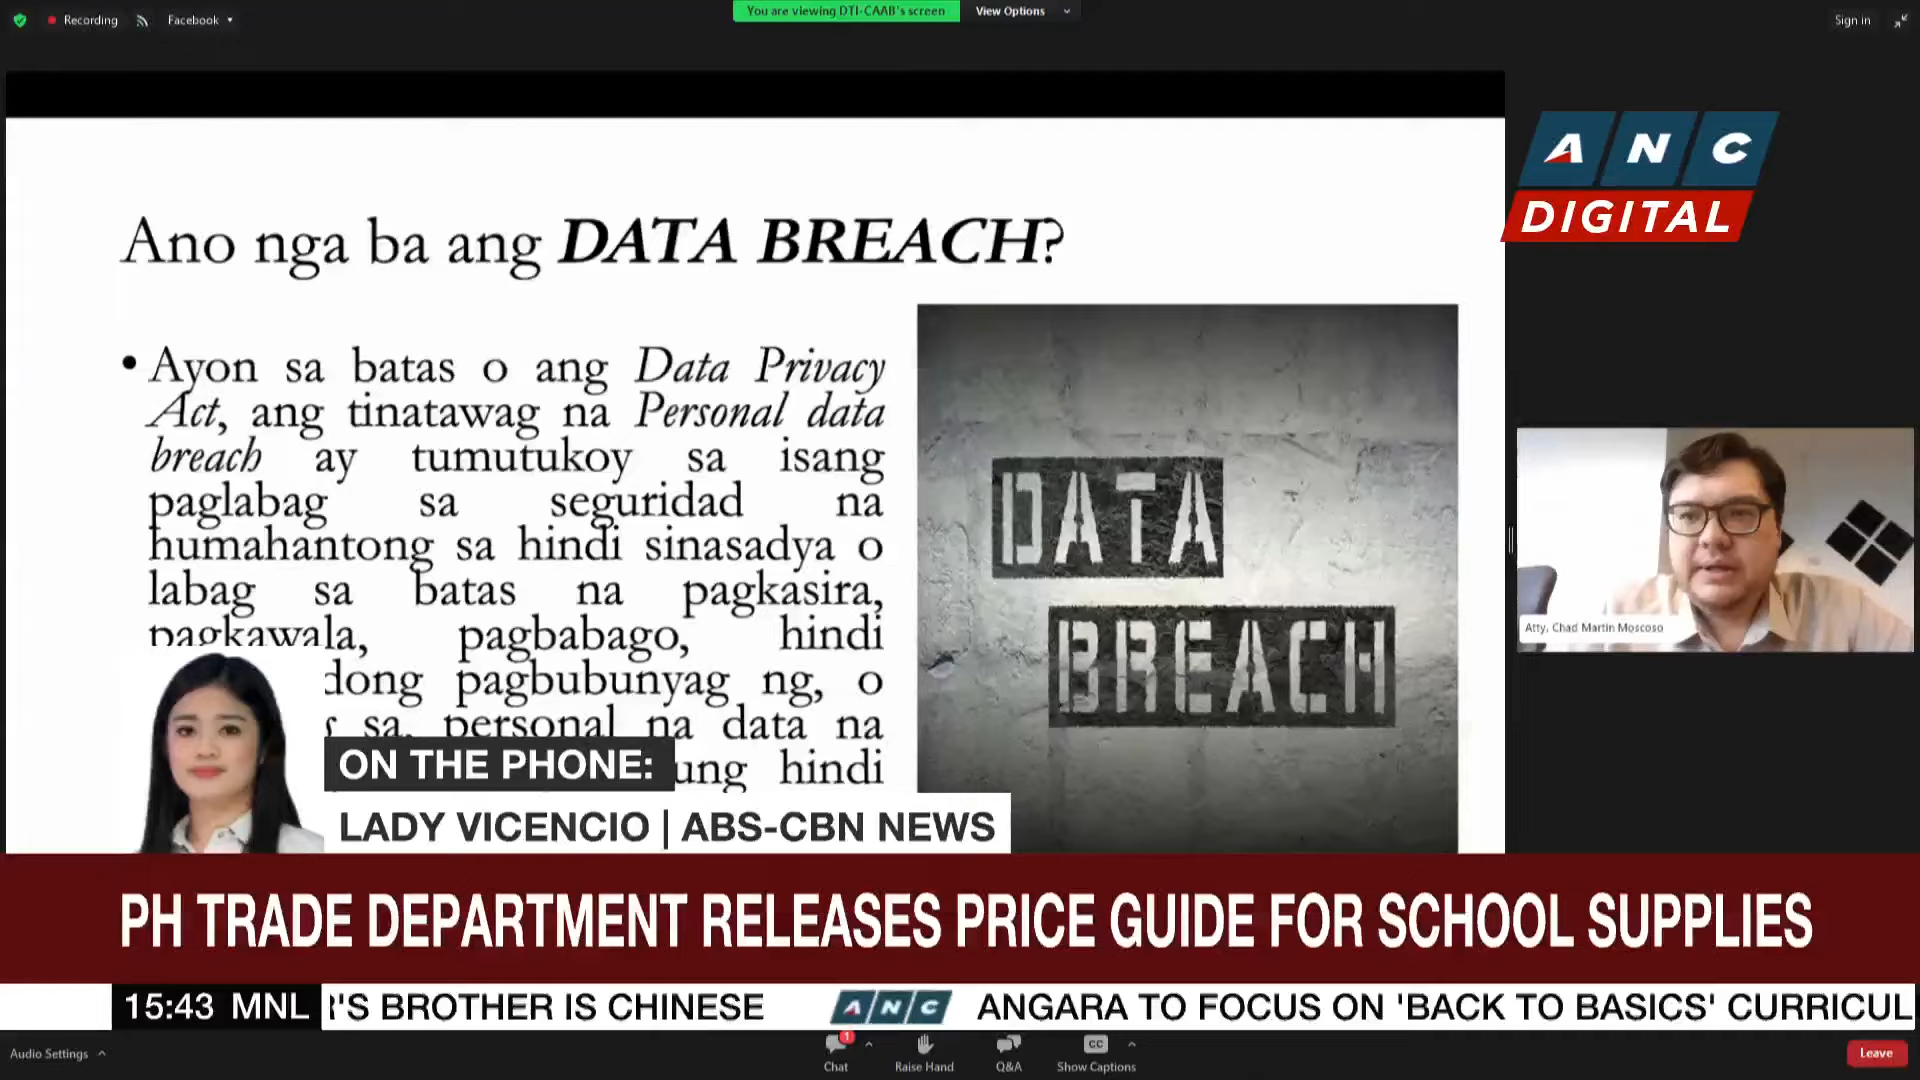 Recording
Facebook
You are viewing DTI-CAAB's screen
View Options
Sign in
ANC
DIGITAL
Ano nga ba ang DATA BREACH?
• Ayon sa batas o ang Data Privacy
Act, ang tinatawag na Personal data
breach ay tumutukoy sa isang
paglabag sa seguridad na
humahantong sa hindi sinasadya o
labag sa batas na pagkasira,
pagkawala, pagbabago, hindi
dong pagbubunyag ng, o
sa, personal na data na
ung hindi
DATA
BREACH
Atty. Chad Martin Moscoso
ON THE PHONE:
LADY VICENCIO | ABS-CBN NEWS
PH TRADE DEPARTMENT RELEASES PRICE GUIDE FOR SCHOOL SUPPLIES
15:43 MNL
'S BROTHER IS CHINESE ANC ANGARA TO FOCUS ON 'BACK TO BASICS' CURRICUL
Audio Settings
1
Chat
Raise Hand
Q&A
CC
Show Captions
Leave